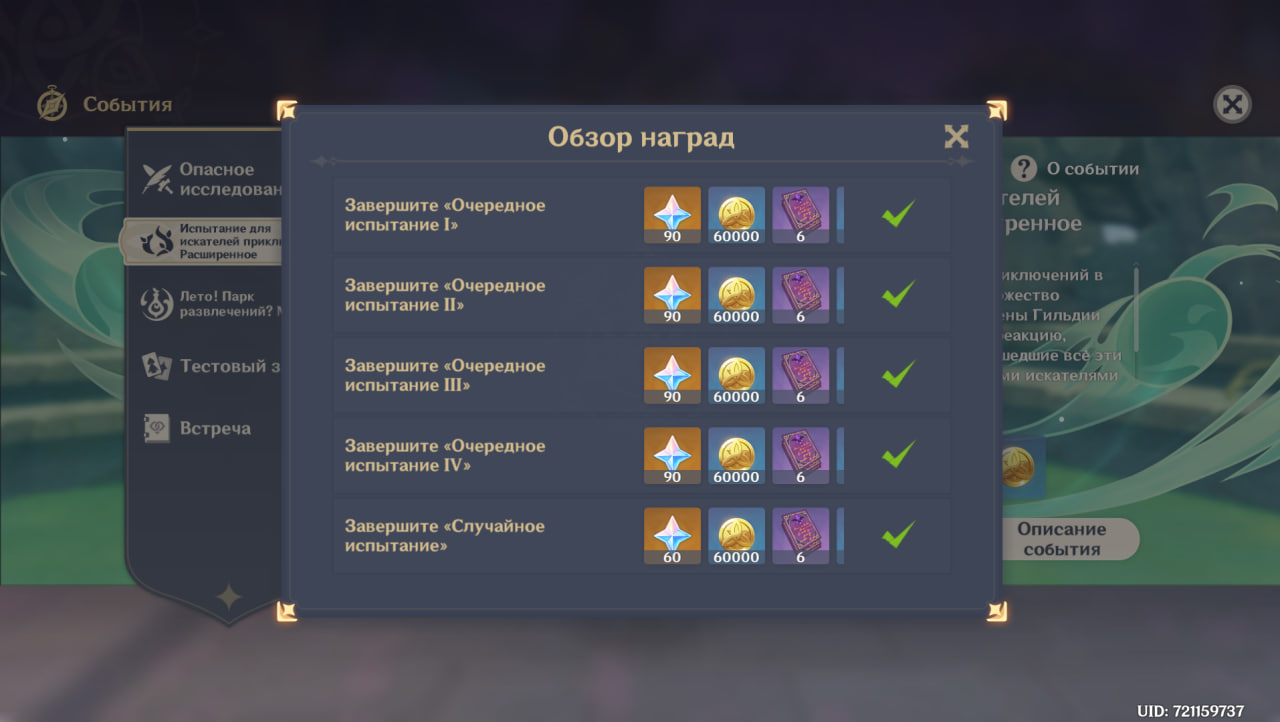 События
Обзор наград
Опасное
исследован
Испытание для
искателей прикл
Расширенное
Лето! Парк
развлечений?
Тестовый з
Встреча
Завершите «Очередное
испытание I»
90
60000
6
Завершите «Очередное
испытание II»
90
60000
6
Завершите «Очередное
испытание III»
90
60000
6
Завершите «Очередное
испытание IV»
90
60000
6
Завершите «Случайное
испытание»
60
60000
6
? О событии
телей
ренное
иключений в
ожество
ены Гильдии
еакцию,
шедшие все эти
ми искателями
Описание
события
UID: 721159737